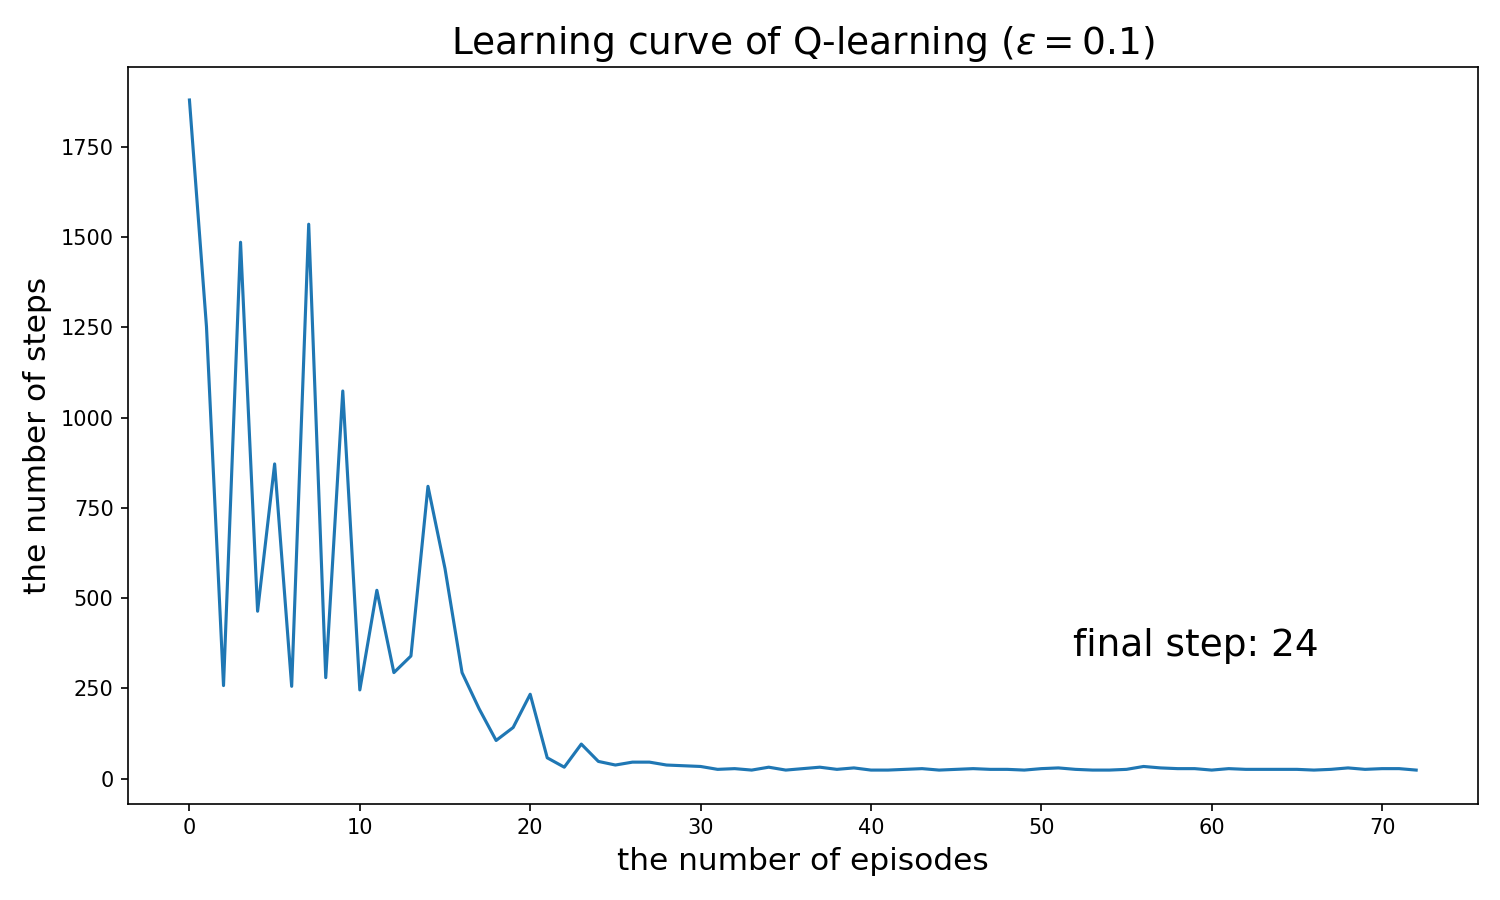 Learning curve of Q-learning (ε = 0.1)
the number of steps
1750
1500
1250
1000
750
500
250
0
final step: 24
0 10 20 30 40 50 60 70
the number of episodes